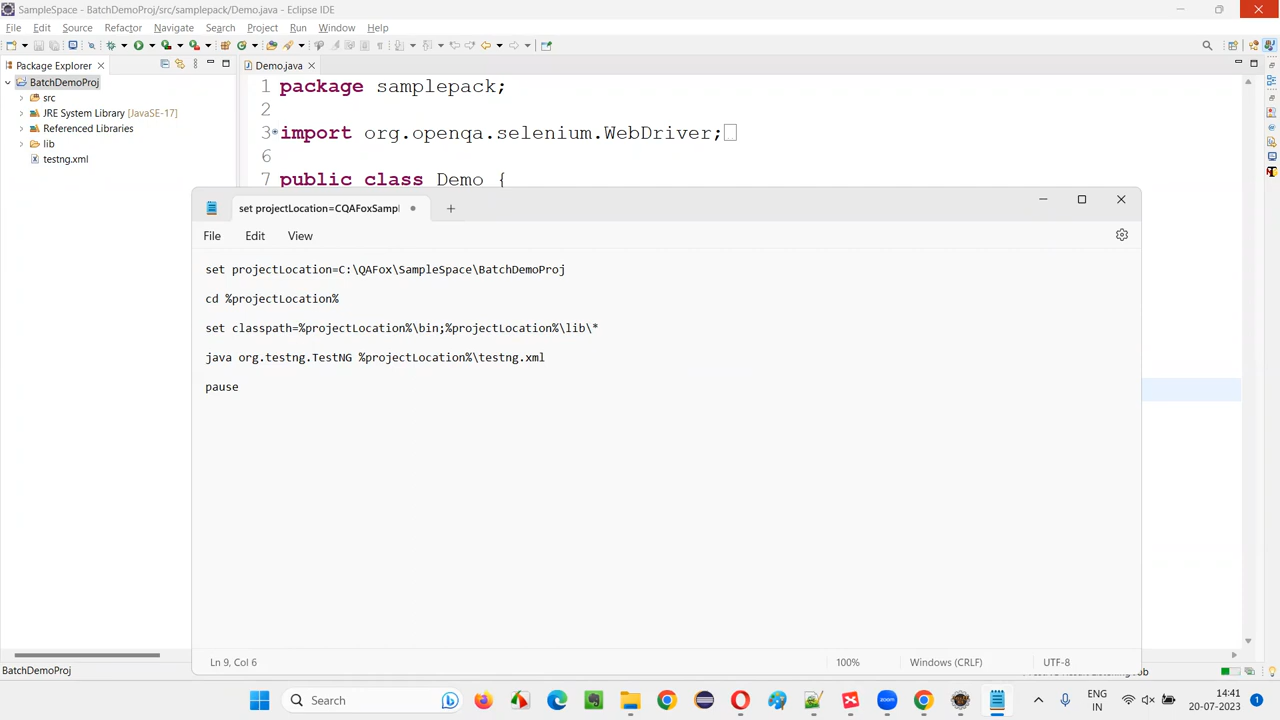 SampleSpace - BatchDemoProj/src/samplepack/Demo.java - Eclipse IDE
File Edit Source Refactor Navigate Search Project Run Window Help
Package Explorer
Demo.java
BatchDemoProj
src
JRE System Library [JavaSE-17]
Referenced Libraries
lib
testng.xml
1 package samplepack;
2
3 import org.openqa.selenium.WebDriver;
6
7 public class Demo {
set projectLocation=CQAFoxSampl
File Edit View
set projectLocation=C:\QAFox\SampleSpace\BatchDemoProj
cd %projectLocation%
set classpath=%projectLocation%\bin;%projectLocation%\lib\*
java org.testng.TestNG %projectLocation%\testng.xml
pause
Ln 9, Col 6
100%
Windows (CRLF)
UTF-8
BatchDemoProj
Search
zoom
ENG
IN
14:41
20-07-2023
1